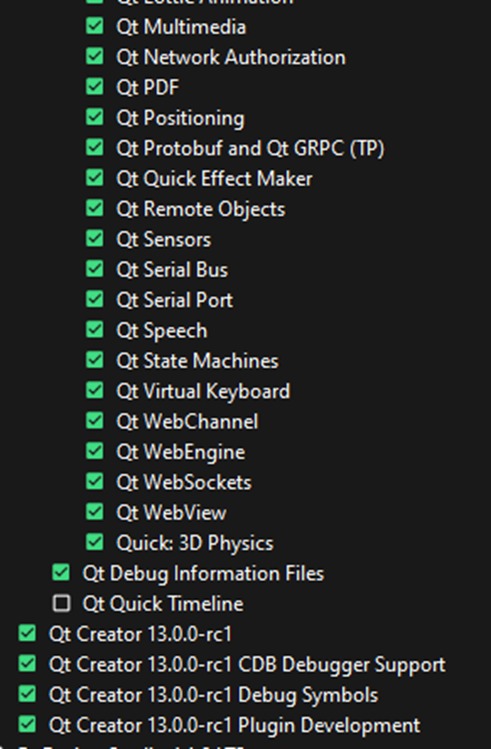 Qt Lottie Animation
Qt Multimedia
Qt Network Authorization
Qt PDF
Qt Positioning
Qt Protobuf and Qt GRPC (TP)
Qt Quick Effect Maker
Qt Remote Objects
Qt Sensors
Qt Serial Bus
Qt Serial Port
Qt Speech
Qt State Machines
Qt Virtual Keyboard
Qt WebChannel
Qt WebEngine
Qt WebSockets
Qt WebView
Quick: 3D Physics
Qt Debug Information Files
Qt Quick Timeline
Qt Creator 13.0.0-rc1
Qt Creator 13.0.0-rc1 CDB Debugger Support
Qt Creator 13.0.0-rc1 Debug Symbols
Qt Creator 13.0.0-rc1 Plugin Development